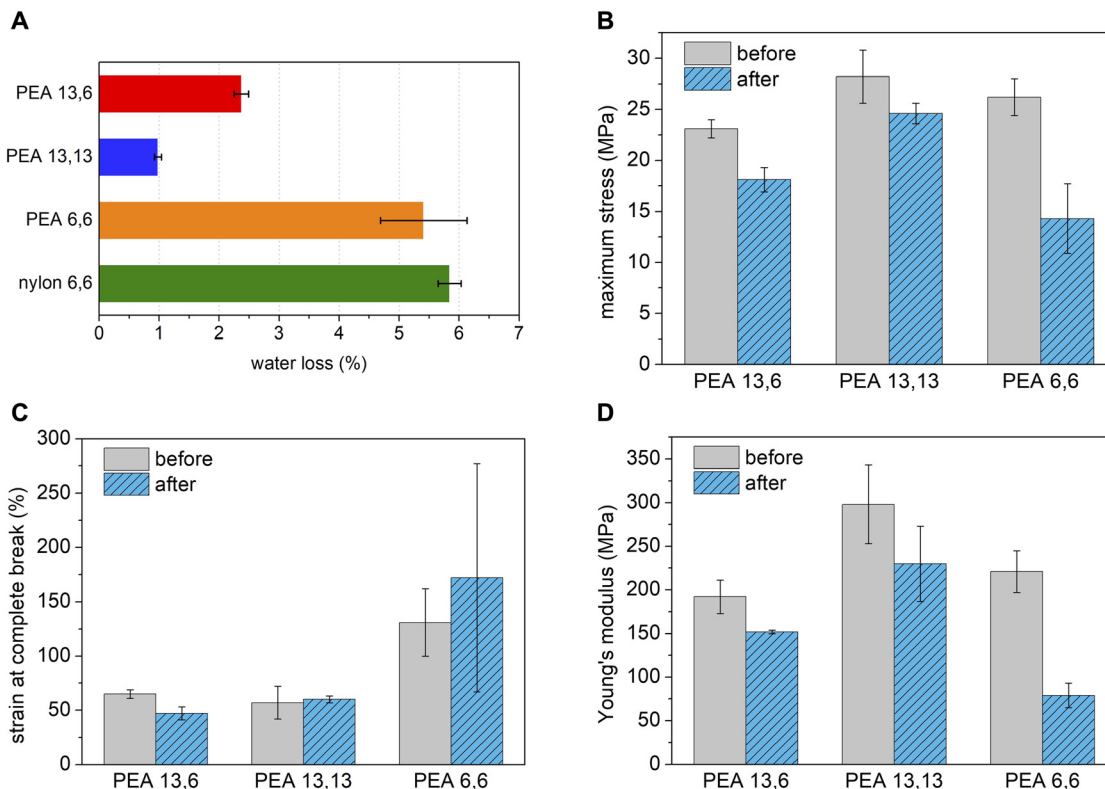 A
PEA 13,6
PEA 13,13
PEA 6,6
nylon 6,6
0 1 2 3 4 5 6 7
water loss (%)
B
before
after
maximum stress (MPa)
30
25
20
15
10
5
0
PEA 13,6 PEA 13,13 PEA 6,6
C
before
after
strain at complete break (%)
300
250
200
150
100
50
0
PEA 13,6 PEA 13,13 PEA 6,6
D
before
after
Young's modulus (MPa)
350
300
250
200
150
100
50
0
PEA 13,6 PEA 13,13 PEA 6,6